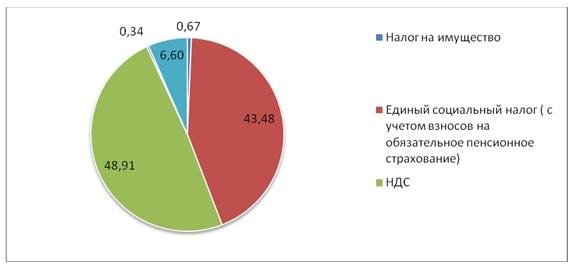 0,34
0,67
6,60
43,48
48,91
Налог на имущество
Единый социальный налог ( с
учетом взносов на
обязательное пенсионное
страхование)
НДС